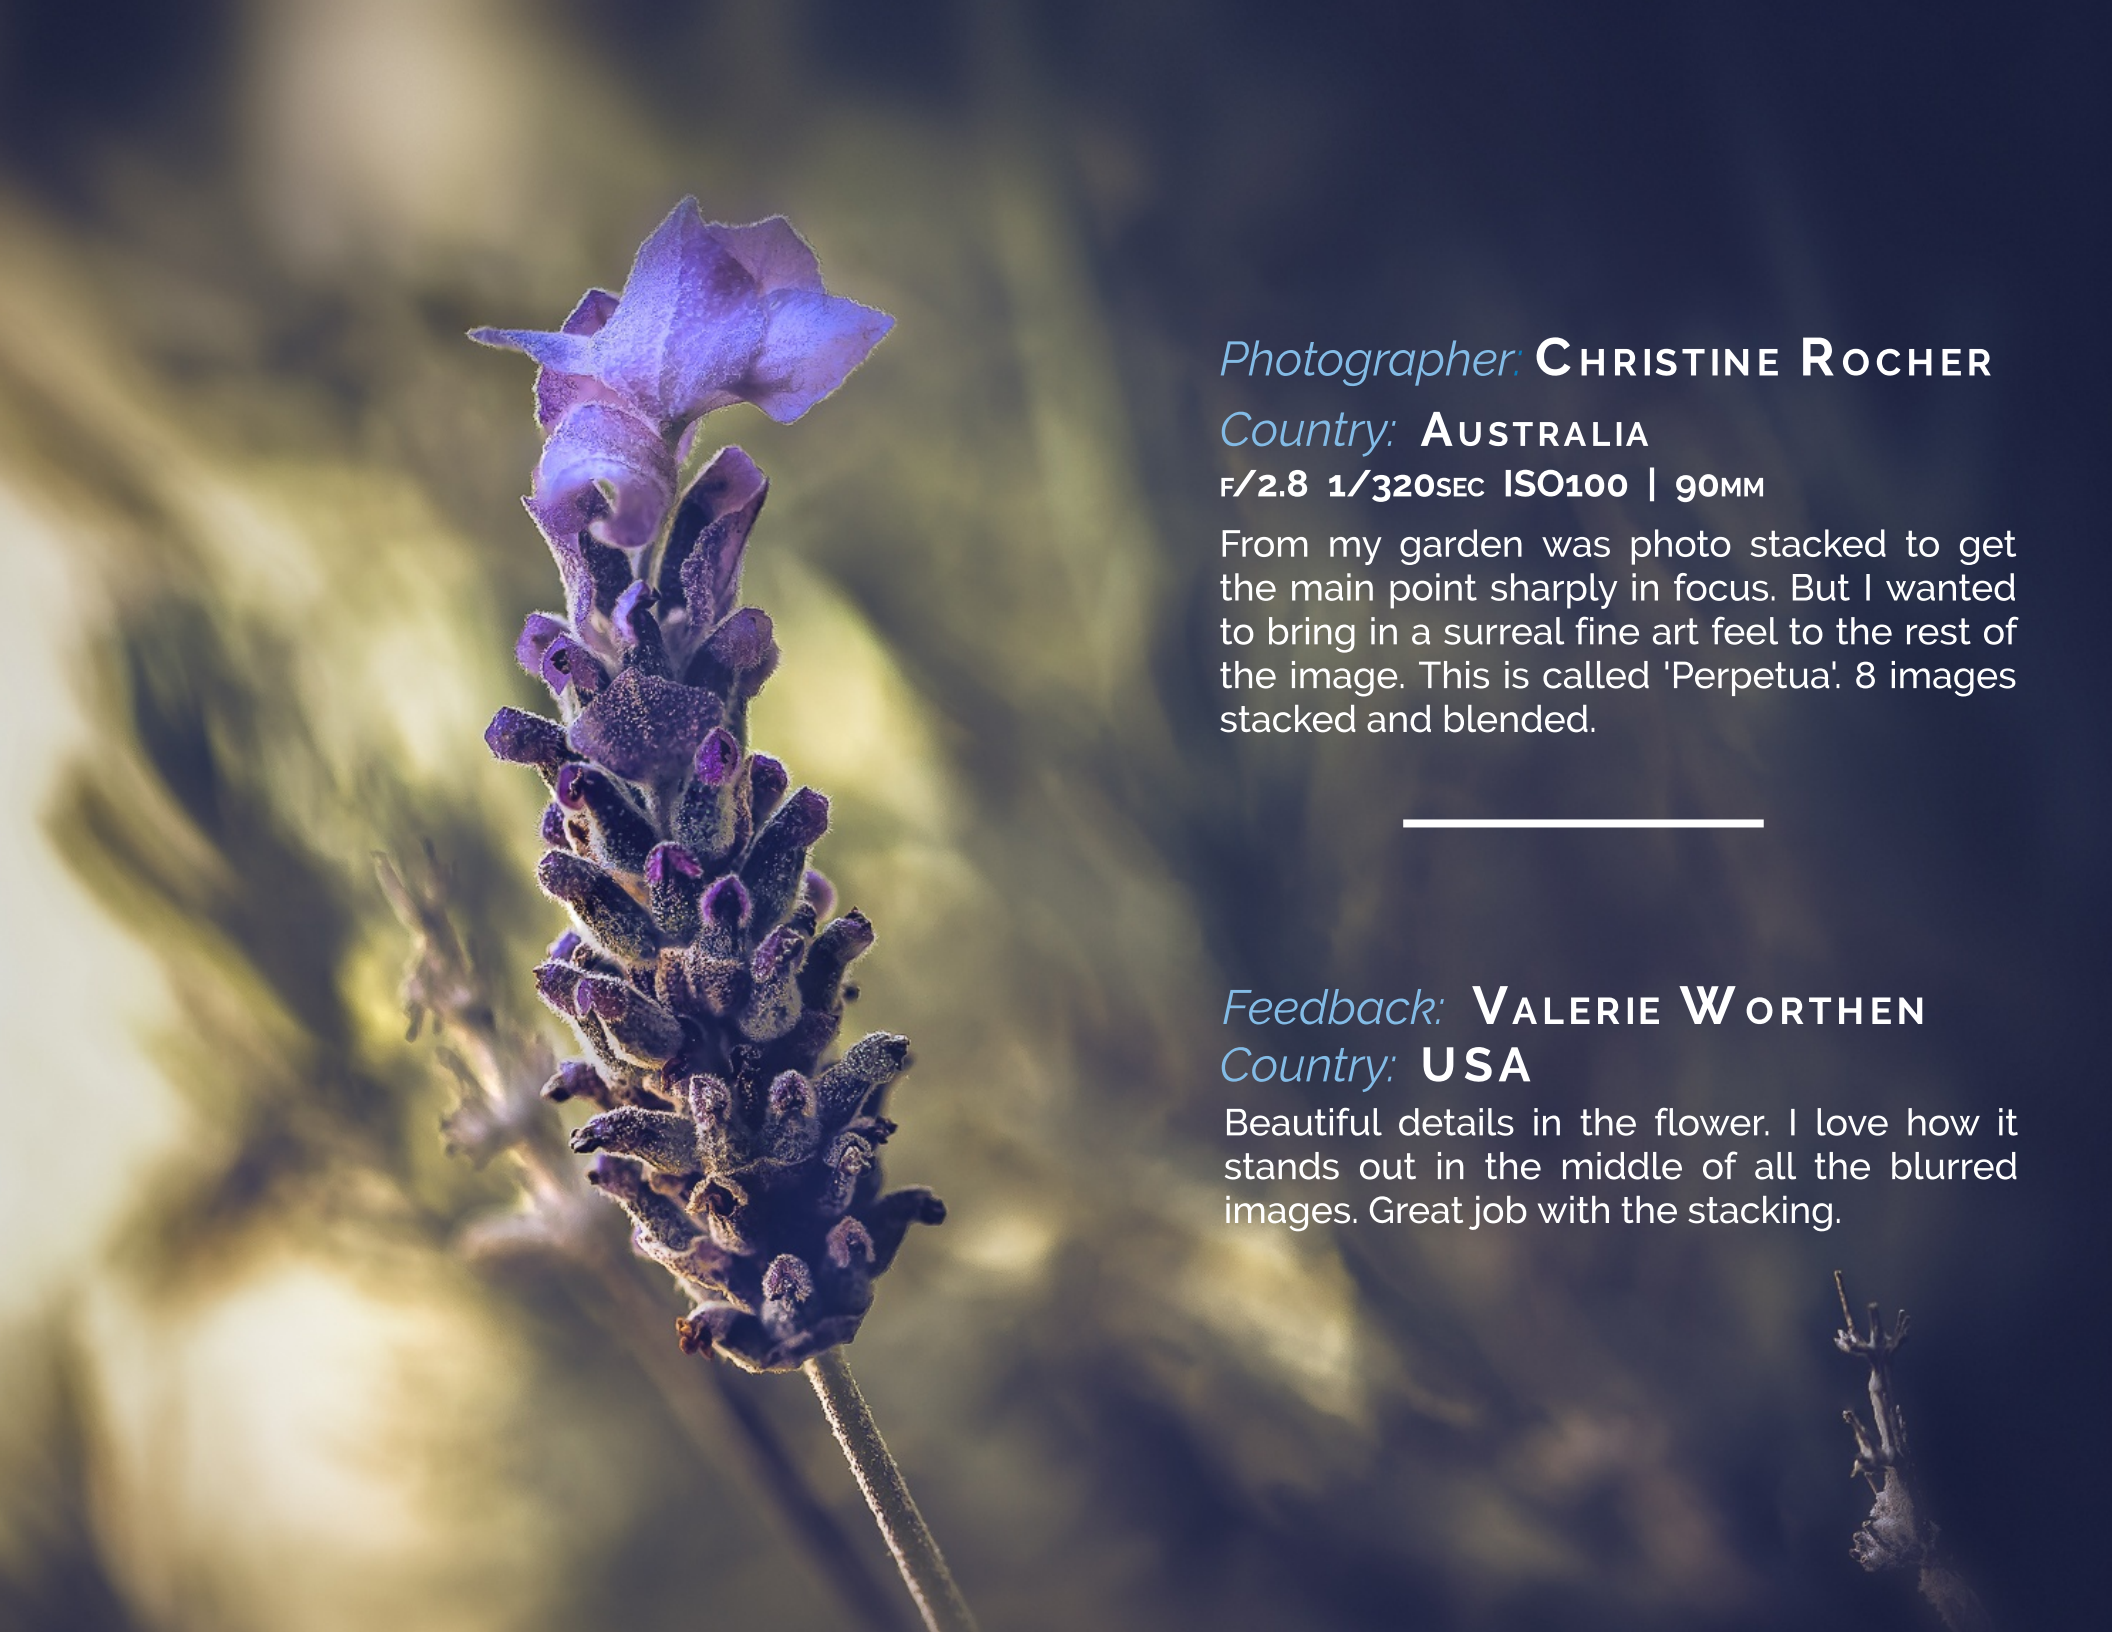 Photographer: Christine Rocher
Country: Australia
f/2.8 1/320sec ISO100 | 90mm
From my garden was photo stacked to get
the main point sharply in focus. But I wanted
to bring in a surreal fine art feel to the rest of
the image. This is called 'Perpetua'. 8 images
stacked and blended.
Feedback: Valerie Worthen
Country: USA
Beautiful details in the flower. I love how it
stands out in the middle of all the blurred
images. Great job with the stacking.